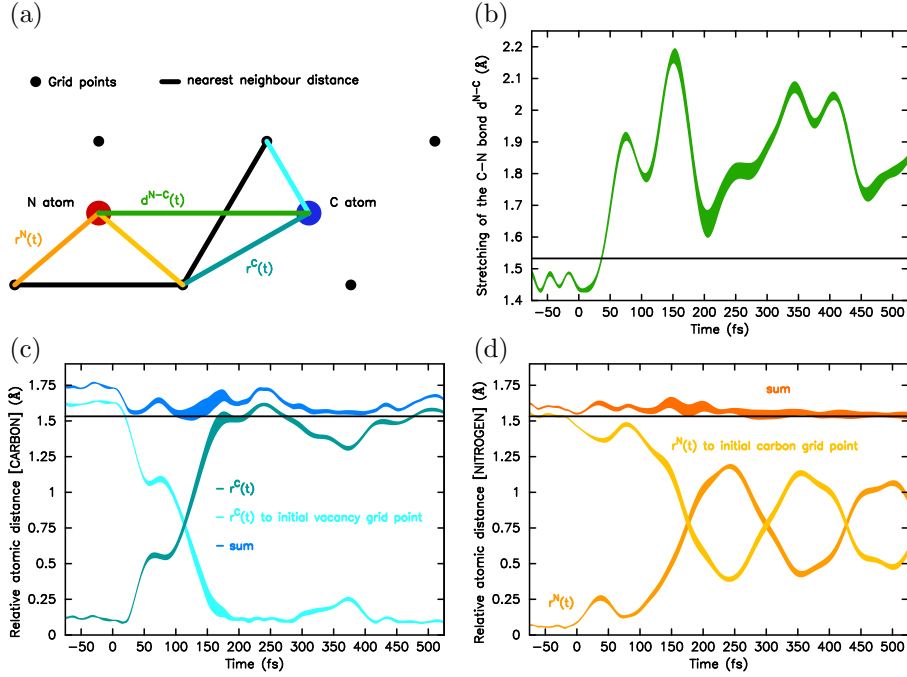 (a)
Grid points
nearest neighbour distance
N atom
d^N-C(t)
C atom
r^N(t)
r^C(t)
(b)
Stretching of the C-N bond d^N-C (Å)
2.2
2.1
2
1.9
1.8
1.7
1.6
1.5
1.4
-50 0 50 100 150 200 250 300 350 400 450 500
Time (fs)
(c)
Relative atomic distance [CARBON] (Å)
1.75
1.5
1.25
1
0.75
0.5
0.25
0
r^C(t)
r^C(t) to initial vacancy grid point
sum
-50 0 50 100 150 200 250 300 350 400 450 500
Time (fs)
(d)
Relative atomic distance [NITROGEN] (Å)
1.75
1.5
1.25
1
0.75
0.5
0.25
0
sum
r^N(t) to initial carbon grid point
r^N(t)
-50 0 50 100 150 200 250 300 350 400 450 500
Time (fs)